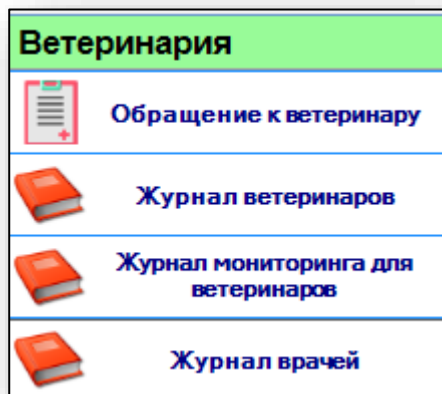 Ветеринария
Обращение к ветеринару
Журнал ветеринаров
Журнал мониторинга для
ветеринаров
Журнал врачей